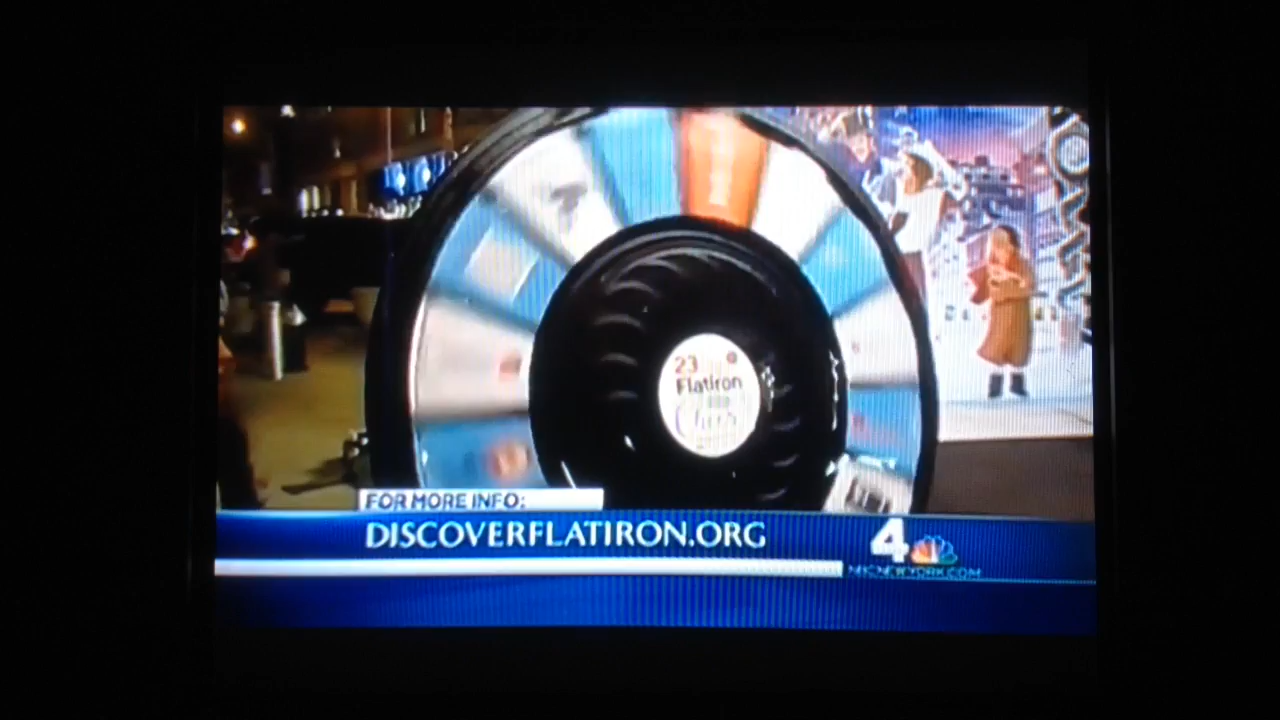 23
Flatiron
FOR MORE INFO:
DISCOVERFLATIRON.ORG
4
NBCNEWYORK.COM